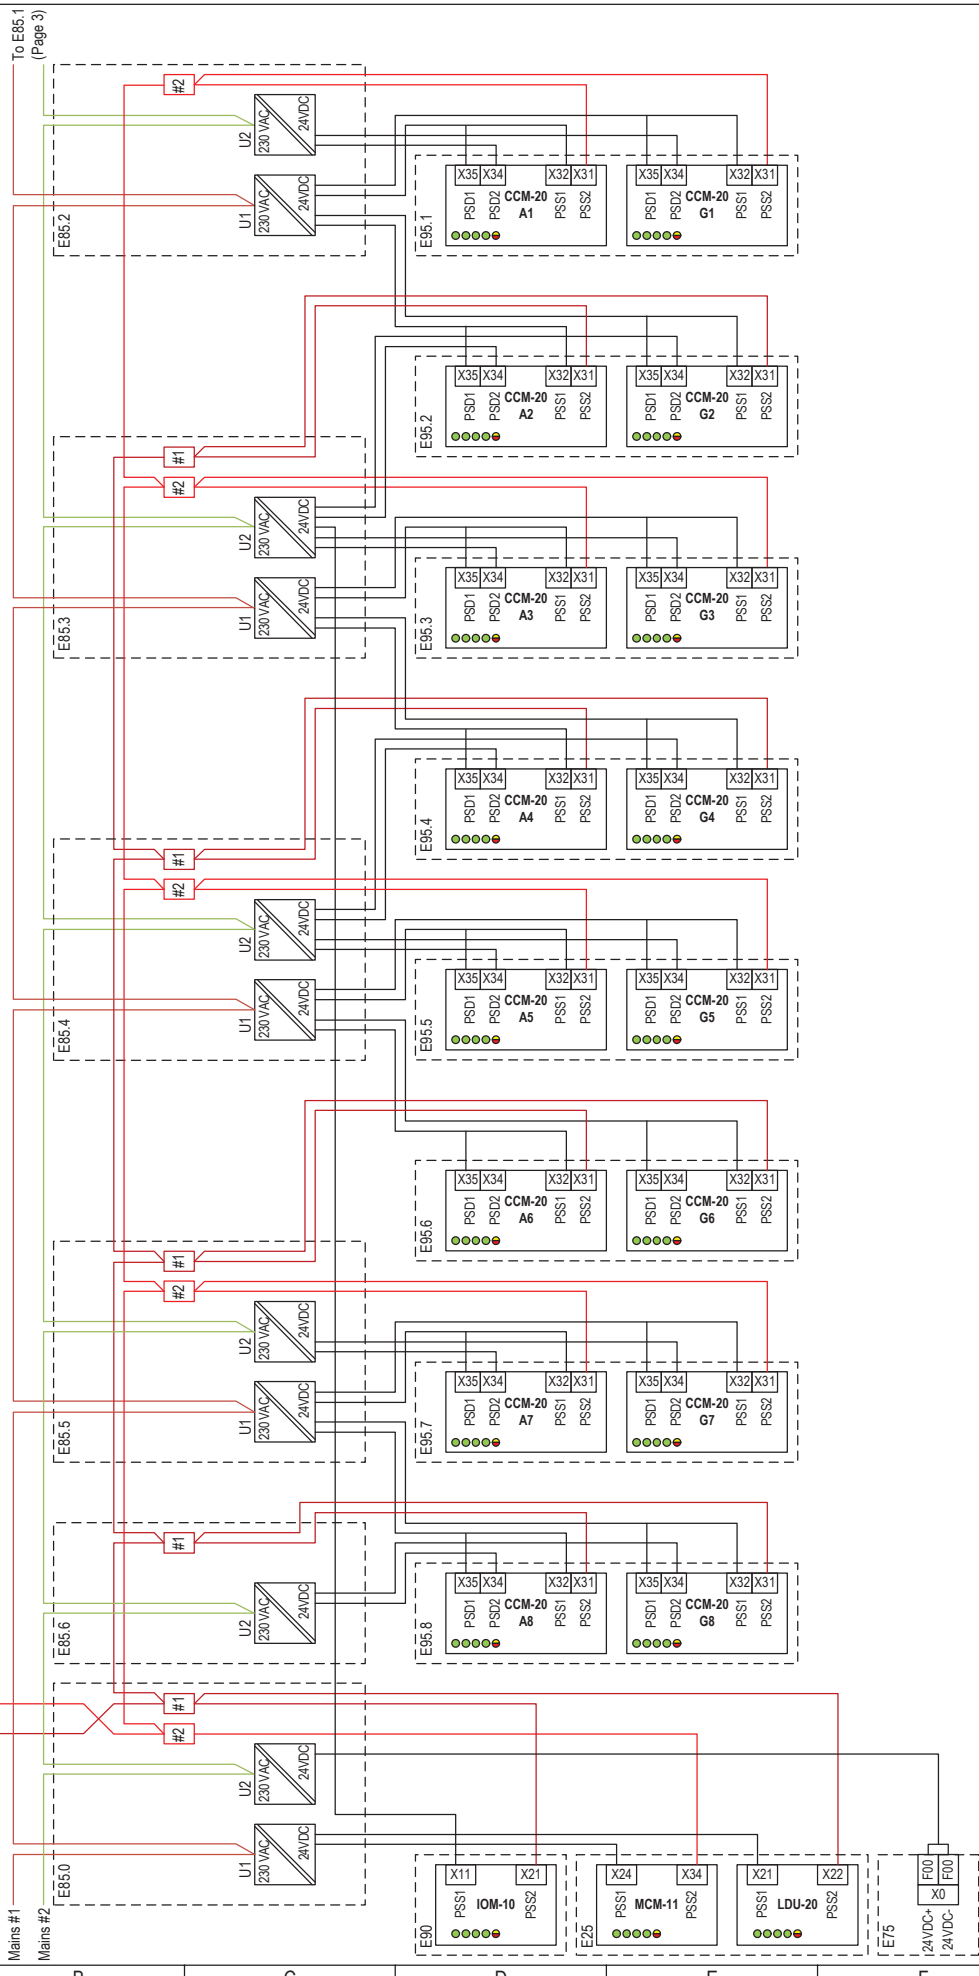 To E85.1
(Page 3)
E85.2
#2
U2
230 VAC
24VDC
U1
230 VAC
24VDC
E95.1
X35 X34 X32 X31
PSD1
PSD2
CCM-20
A1
PSS1
PSS2
X35 X34 X32 X31
PSD1
PSD2
CCM-20
G1
PSS1
PSS2
E95.2
X35 X34 X32 X31
PSD1
PSD2
CCM-20
A2
PSS1
PSS2
X35 X34 X32 X31
PSD1
PSD2
CCM-20
G2
PSS1
PSS2
E85.3
#1
#2
U2
230 VAC
24VDC
U1
230 VAC
24VDC
E95.3
X35 X34 X32 X31
PSD1
PSD2
CCM-20
A3
PSS1
PSS2
X35 X34 X32 X31
PSD1
PSD2
CCM-20
G3
PSS1
PSS2
E95.4
X35 X34 X32 X31
PSD1
PSD2
CCM-20
A4
PSS1
PSS2
X35 X34 X32 X31
PSD1
PSD2
CCM-20
G4
PSS1
PSS2
E85.4
#1
#2
U2
230 VAC
24VDC
U1
230 VAC
24VDC
E95.5
X35 X34 X32 X31
PSD1
PSD2
CCM-20
A5
PSS1
PSS2
X35 X34 X32 X31
PSD1
PSD2
CCM-20
G5
PSS1
PSS2
E95.6
X35 X34 X32 X31
PSD1
PSD2
CCM-20
A6
PSS1
PSS2
X35 X34 X32 X31
PSD1
PSD2
CCM-20
G6
PSS1
PSS2
E85.5
#1
#2
U2
230 VAC
24VDC
U1
230 VAC
24VDC
E95.7
X35 X34 X32 X31
PSD1
PSD2
CCM-20
A7
PSS1
PSS2
X35 X34 X32 X31
PSD1
PSD2
CCM-20
G7
PSS1
PSS2
E85.6
#1
U2
230 VAC
24VDC
E95.8
X35 X34 X32 X31
PSD1
PSD2
CCM-20
A8
PSS1
PSS2
X35 X34 X32 X31
PSD1
PSD2
CCM-20
G8
PSS1
PSS2
Mains #1
Mains #2
E85.0
#1
#2
U2
230 VAC
24VDC
U1
230 VAC
24VDC
E90
X11 X21
PSS1
IOM-10
PSS2
E25
X24 X34
PSS1
MCM-11
PSS2
X21 X22
PSS1
LDU-20
PSS2
E75
F00
F00
X0
24VDC+
24VDC-